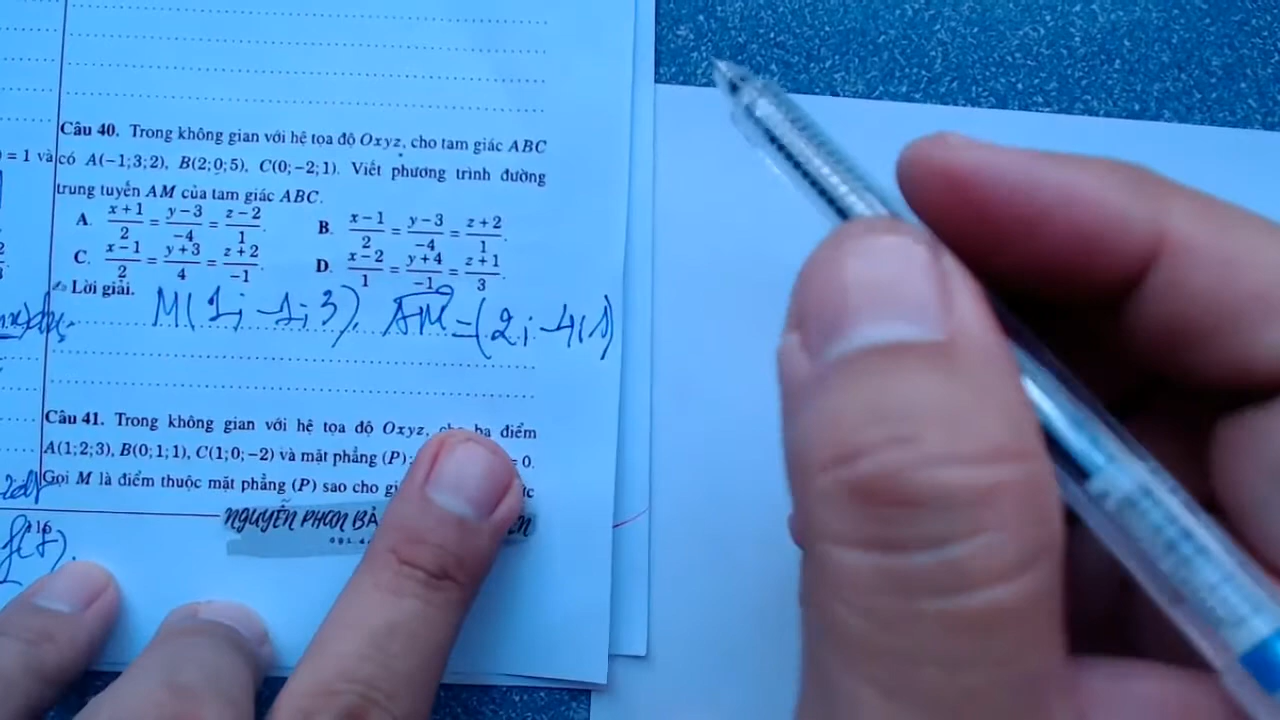 Câu 40. Trong không gian với hệ tọa độ Oxyz, cho tam giác ABC
= 1 và có A(−1;3;2), B(2;0;5), C(0;−2;1). Viết phương trình đường
trung tuyến AM của tam giác ABC.
A. (x+1)/2 = (y−3)/−4 = (z−2)/1. B. (x−1)/2 = (y−3)/−4 = (z+2)/1.
C. (x−1)/2 = (y+3)/4 = (z+2)/−1. D. (x−2)/1 = (y+4)/−1 = (z+1)/3.
Lời giải.
M(1; −1; 3). AM = (2; −4; 1)
Câu 41. Trong không gian với hệ tọa độ Oxyz, cho ba điểm
A(1;2;3), B(0;1;1), C(1;0;−2) và mặt phẳng (P): = 0.
Gọi M là điểm thuộc mặt phẳng (P) sao cho
NGUYỄN PHAN BẢ
16